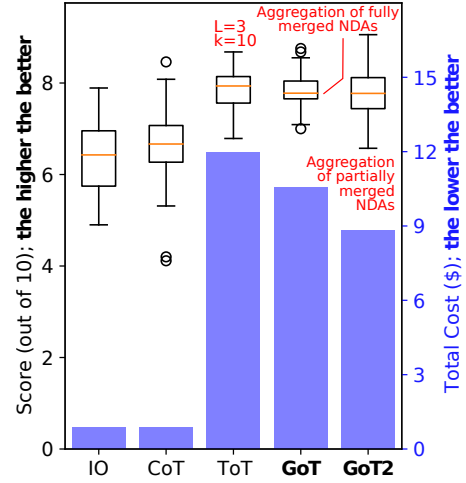 Score (out of 10); the higher the better
8
6
4
2
0
L=3
k=10
Aggregation of fully
merged NDAs
Aggregation
of partially
merged
NDAs
15
12
9
6
3
0
Total Cost ($); the lower the better
IO CoT ToT GoT GoT2